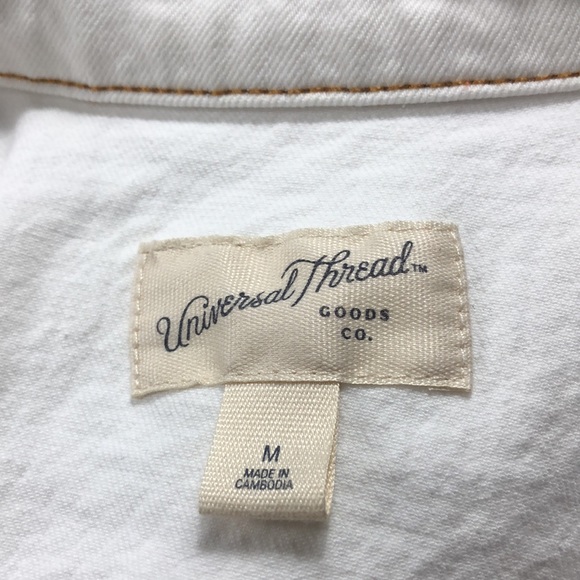 Universal Thread™
GOODS
CO.
M
MADE IN
CAMBODIA